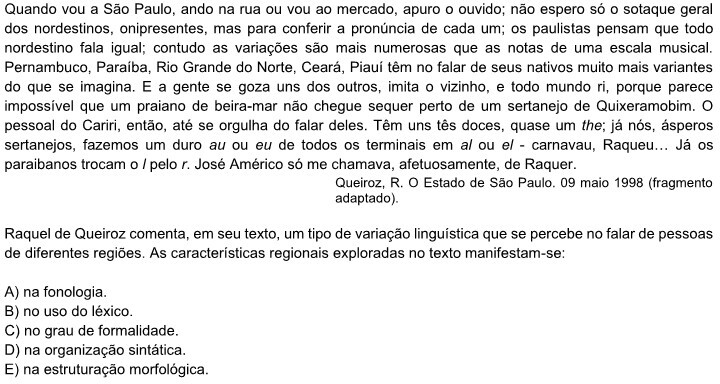 Quando vou a São Paulo, ando na rua ou vou ao mercado, apuro o ouvido; não espero só o sotaque geral
dos nordestinos, onipresentes, mas para conferir a pronúncia de cada um; os paulistas pensam que todo
nordestino fala igual; contudo as variações são mais numerosas que as notas de uma escala musical.
Pernambuco, Paraíba, Rio Grande do Norte, Ceará, Piauí têm no falar de seus nativos muito mais variantes
do que se imagina. E a gente se goza uns dos outros, imita o vizinho, e todo mundo ri, porque parece
impossível que um praiano de beira-mar não chegue sequer perto de um sertanejo de Quixeramobim. O
pessoal do Cariri, então, até se orgulha do falar deles. Têm uns tês doces, quase um the; já nós, ásperos
sertanejos, fazemos um duro au ou eu de todos os terminais em al ou el - carnavau, Raqueu... Já os
paraibanos trocam o l pelo r. José Américo só me chamava, afetuosamente, de Raquer.
Queiroz, R. O Estado de São Paulo. 09 maio 1998 (fragmento
adaptado).
Raquel de Queiroz comenta, em seu texto, um tipo de variação linguística que se percebe no falar de pessoas
de diferentes regiões. As características regionais exploradas no texto manifestam-se:
A) na fonologia.
B) no uso do léxico.
C) no grau de formalidade.
D) na organização sintática.
E) na estruturação morfológica.